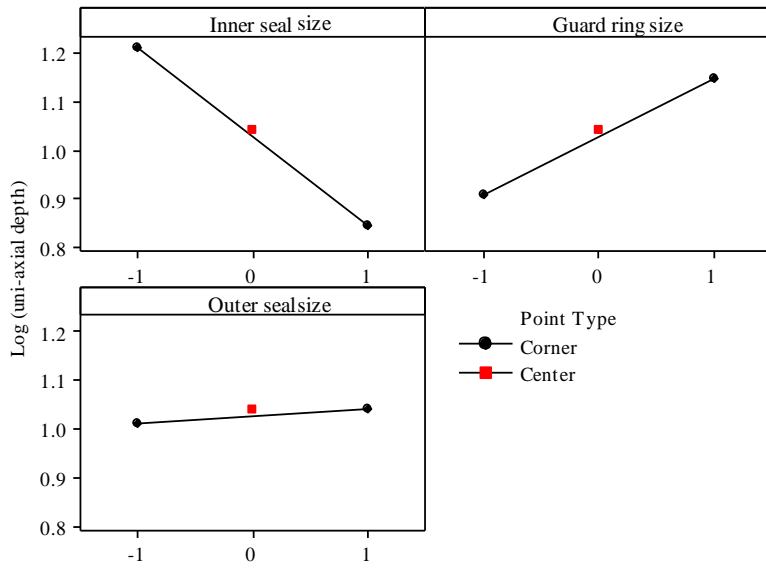 Inner seal size
Guard ring size
1.2
1.1
1.0
0.9
0.8
-1
0
1
-1
0
1
Log (uni-axial depth)
Outer sealsize
1.2
1.1
1.0
0.9
0.8
-1
0
1
Point Type
Corner
Center